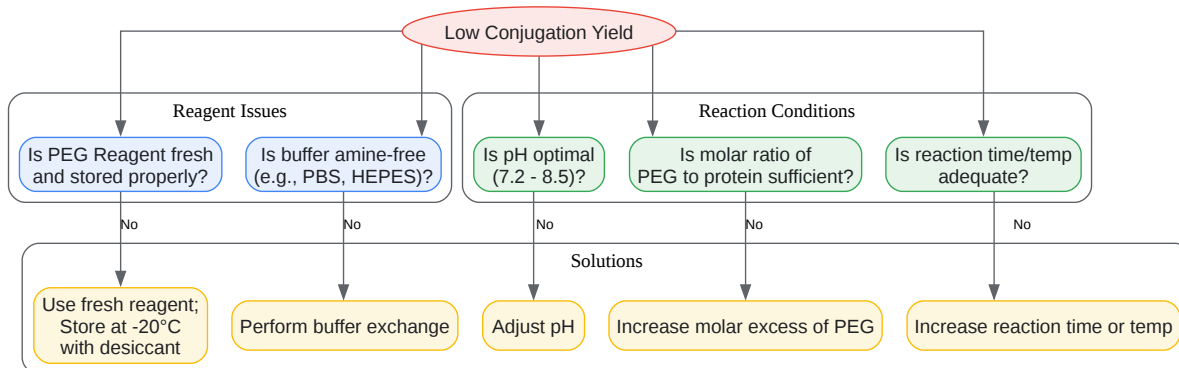 Low Conjugation Yield
Reagent Issues
Reaction Conditions
Is PEG Reagent fresh
and stored properly?
Is buffer amine-free
(e.g., PBS, HEPES)?
Is pH optimal
(7.2 - 8.5)?
Is molar ratio of
PEG to protein sufficient?
Is reaction time/temp
adequate?
No
No
No
No
No
Solutions
Use fresh reagent;
Store at -20°C
with desiccant
Perform buffer exchange
Adjust pH
Increase molar excess of PEG
Increase reaction time or temp